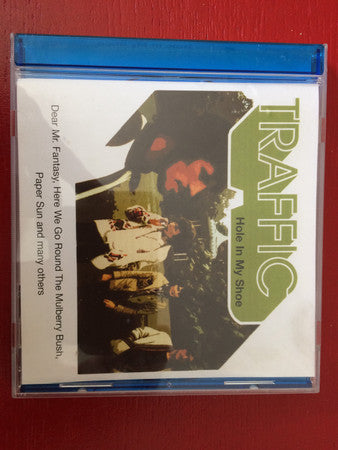 TRAFFIC
Hole In My Shoe
Dear Mr. Fantasy, Here We Go Round The Mulberry Bush,
Paper Sun and many others